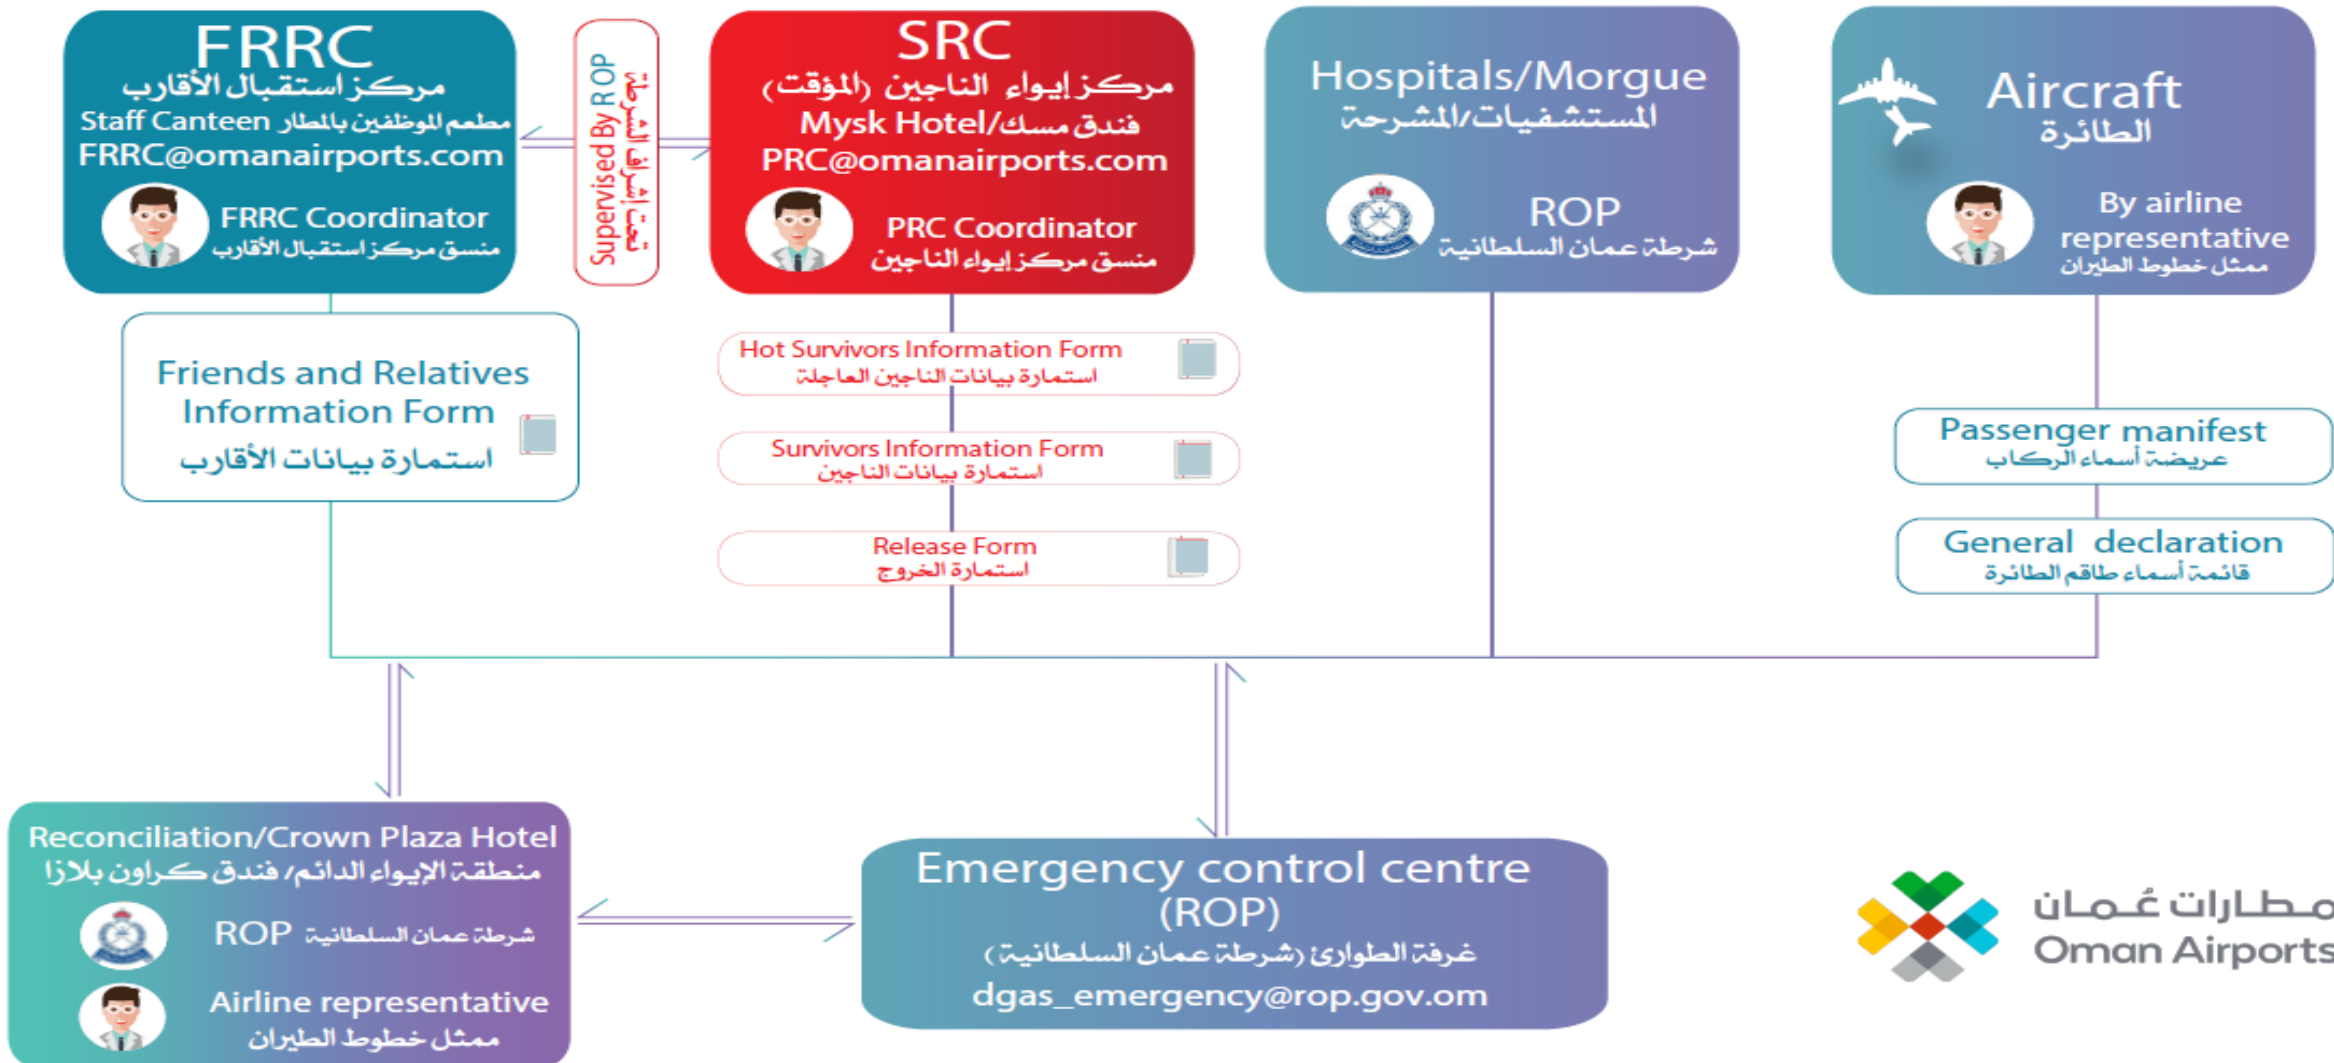 FRRC
مركز استقبال الأقارب
Staff Canteen مطعم الموظفين بالمطار
FRRC@omanairports.com
FRRC Coordinator
منسق مركز استقبال الأقارب
Supervised By ROP
تحت إشراف الشرطة
SRC
مركز إيواء الناجين (المؤقت)
Mysk Hotel/فندق مسك
PRC@omanairports.com
PRC Coordinator
منسق مركز إيواء الناجين
Hospitals/Morgue
المستشفيات/المشرحة
ROP
شرطة عمان السلطانية
Aircraft
الطائرة
By airline
representative
ممثل خطوط الطيران
Friends and Relatives
Information Form
استمارة بيانات الأقارب
Hot Survivors Information Form
استمارة بيانات الناجين العاجلة
Survivors Information Form
استمارة بيانات الناجين
Release Form
استمارة الخروج
Passenger manifest
عريضة أسماء الركاب
General declaration
قائمة أسماء طاقم الطائرة
Reconciliation/Crown Plaza Hotel
منطقة الإيواء الدائم/ فندق كراون بلازا
ROP شرطة عمان السلطانية
Airline representative
ممثل خطوط الطيران
Emergency control centre
(ROP)
غرفة الطوارئ (شرطة عمان السلطانية)
dgas_emergency@rop.gov.om
مطارات عُمان
Oman Airports